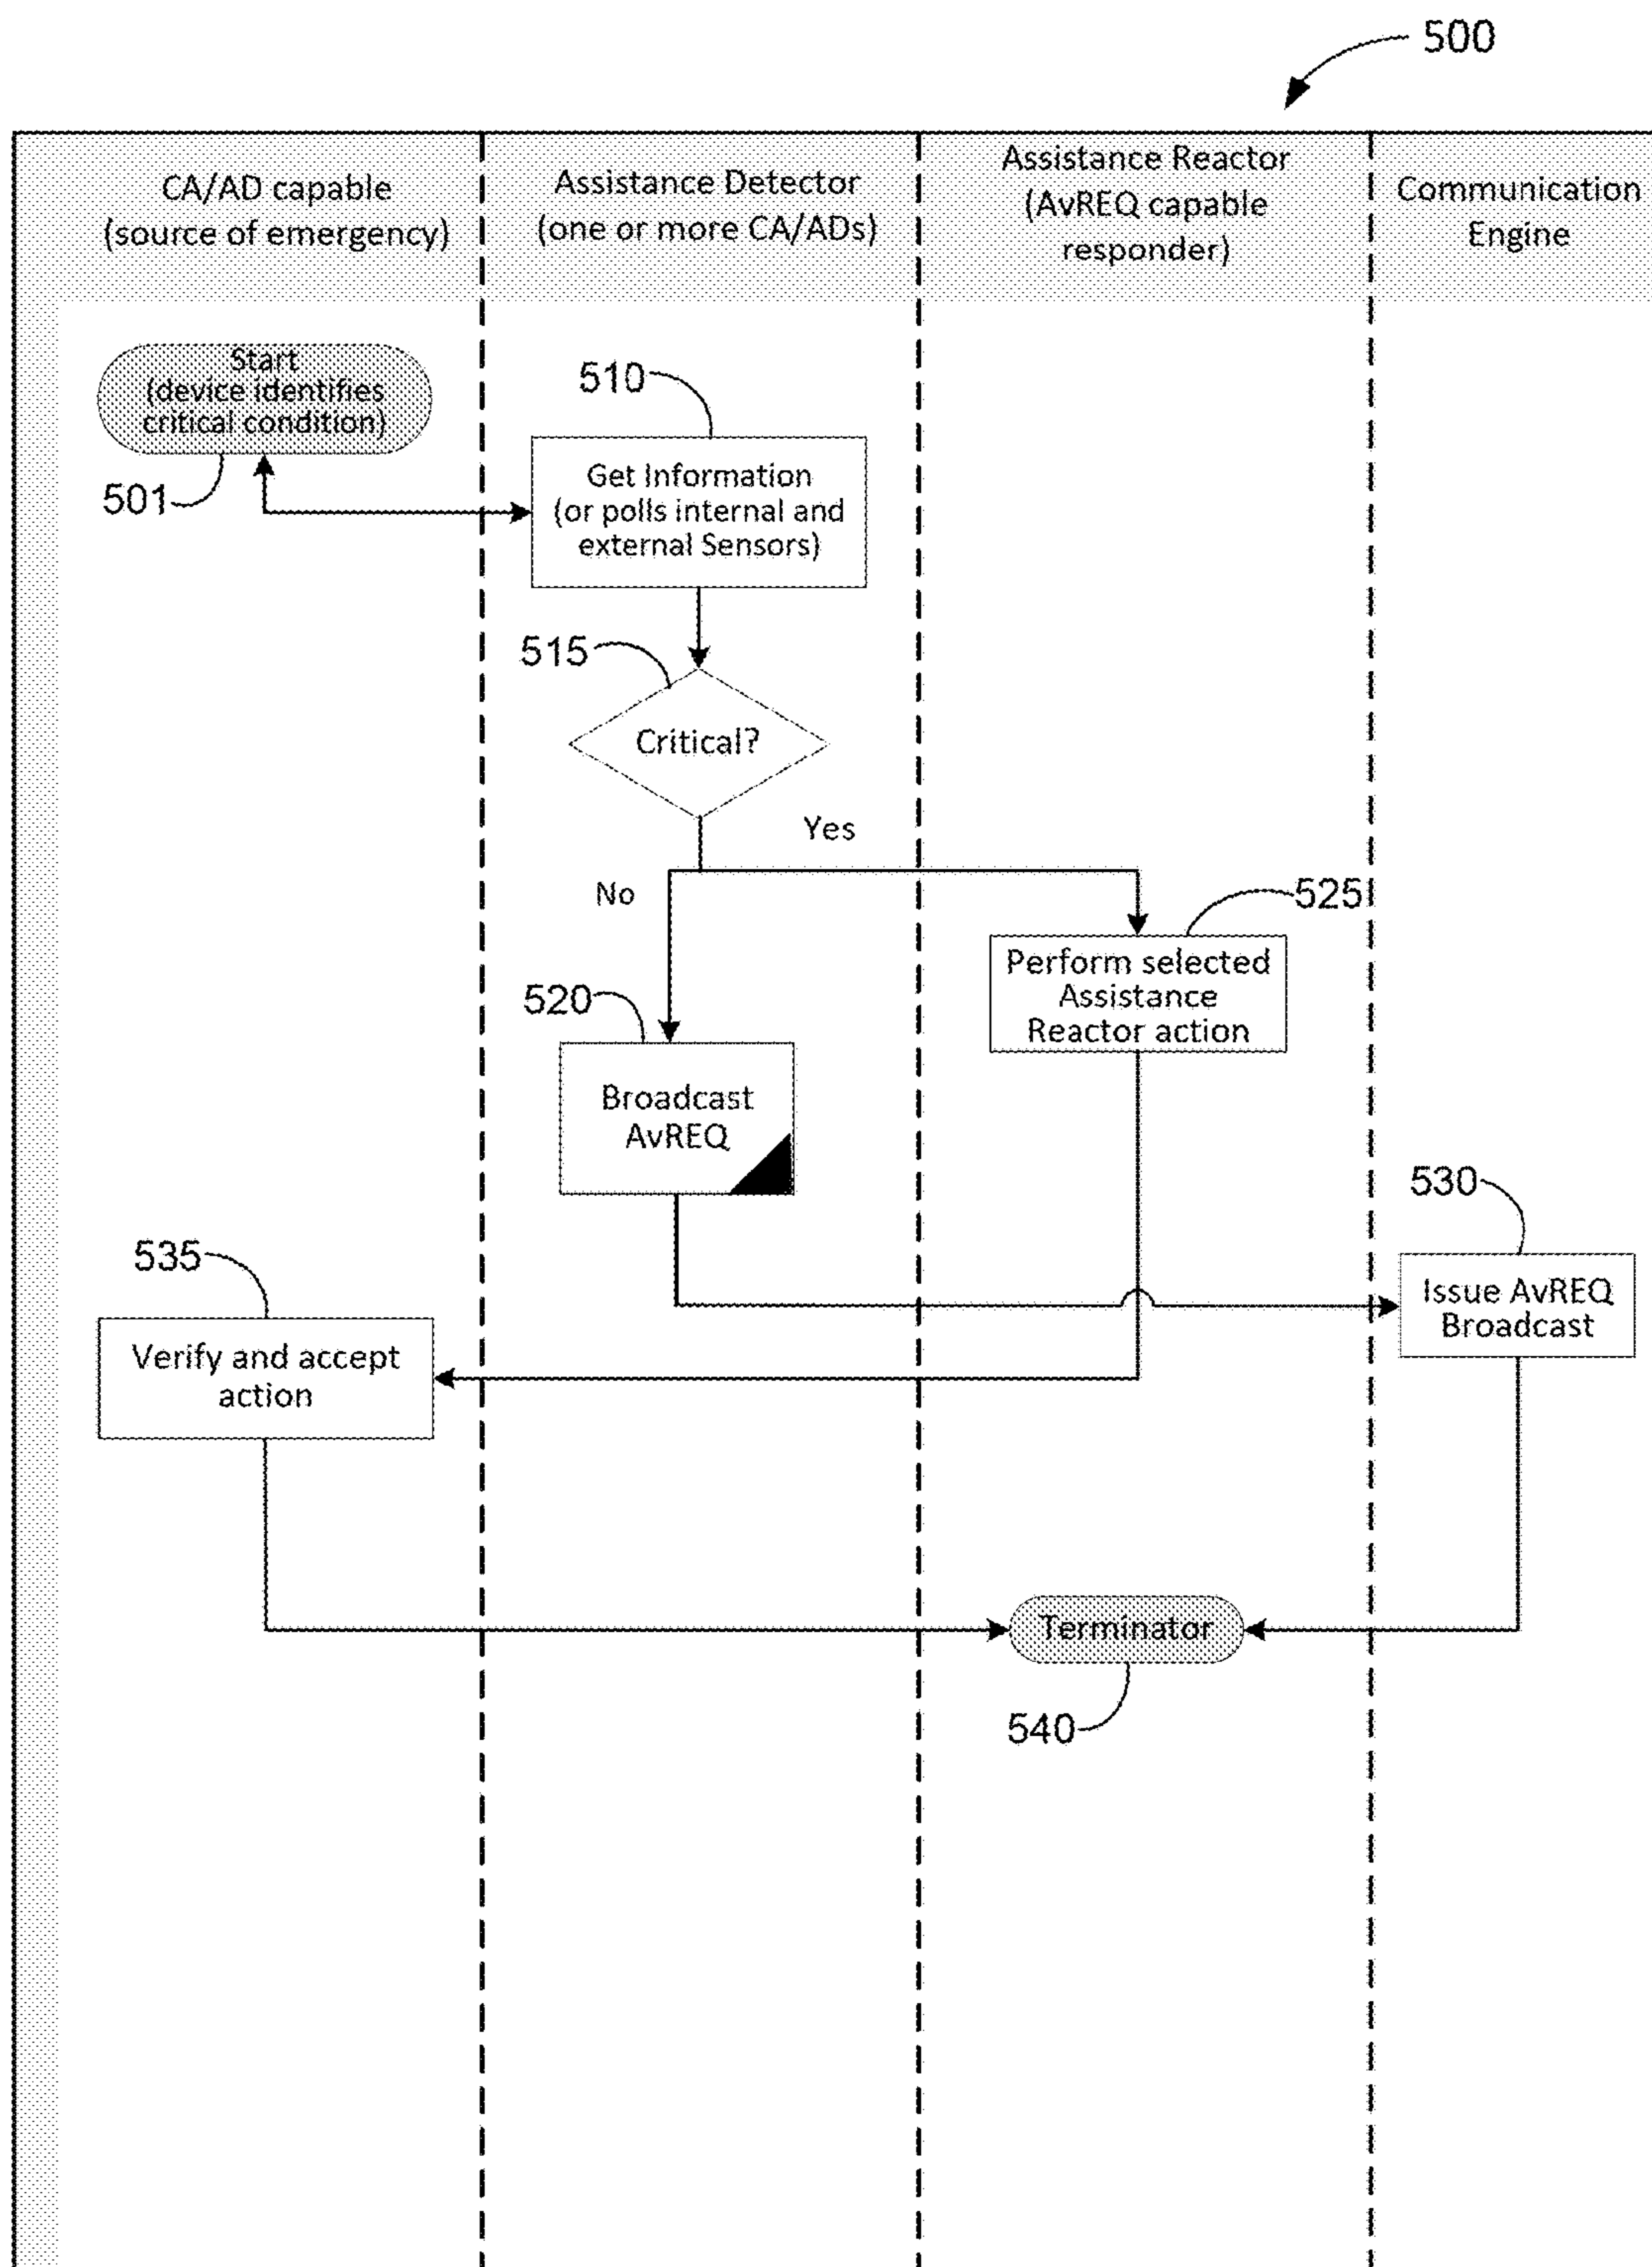 500
CA/AD capable
(source of emergency)
Assistance Detector
(one or more CA/ADs)
Assistance Reactor
(AvREQ capable
responder)
Communication
Engine
Start
(device identifies
critical condition)
501
510
Get Information
(or polls internal and
external Sensors)
515
Critical?
Yes
No
525
Perform selected
Assistance
Reactor action
520
Broadcast
AvREQ
530
Issue AvREQ
Broadcast
535
Verify and accept
action
Terminator
540